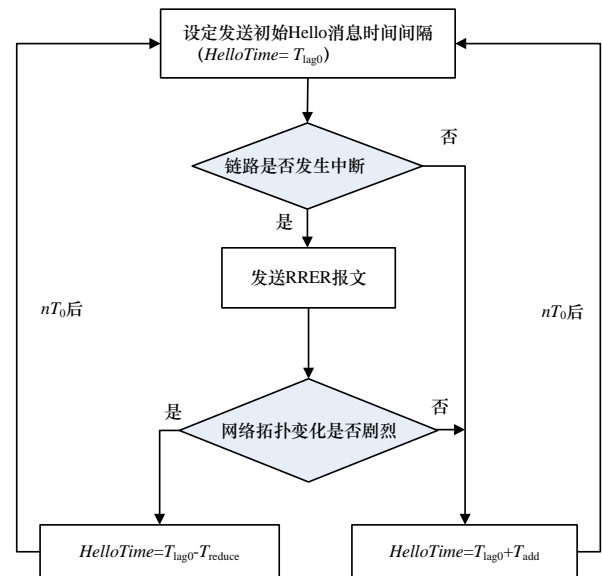 设定发送初始Hello消息时间间隔
(HelloTime= Tlag0)
否
链路是否发生中断
是
发送RRER报文
nT0后
nT0后
是
否
网络拓扑变化是否剧烈
HelloTime=Tlag0-Treduce
HelloTime=Tlag0+Tadd